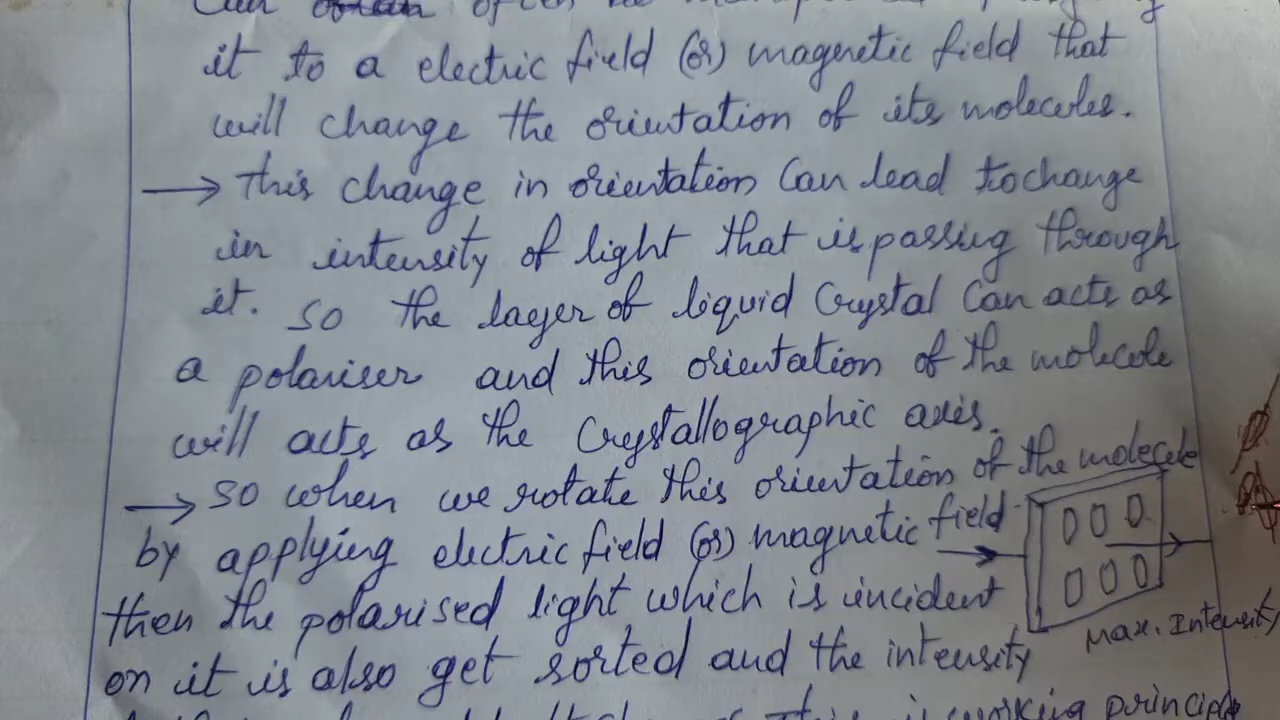 it to a electric field (or) magnetic field that
will change the orientation of its molecules.
→ This change in orientation can lead to change
in intensity of light that is passing through
it. So the layer of liquid crystal can acts as
a polariser and this orientation of the molecule
will acts as the crystallographic axis.
→ So when we rotate this orientation of the molecule
by applying electric field (or) magnetic field
then the polarised light which is incident
on it is also get sorted and the intensity
Max. Intensity
working principle